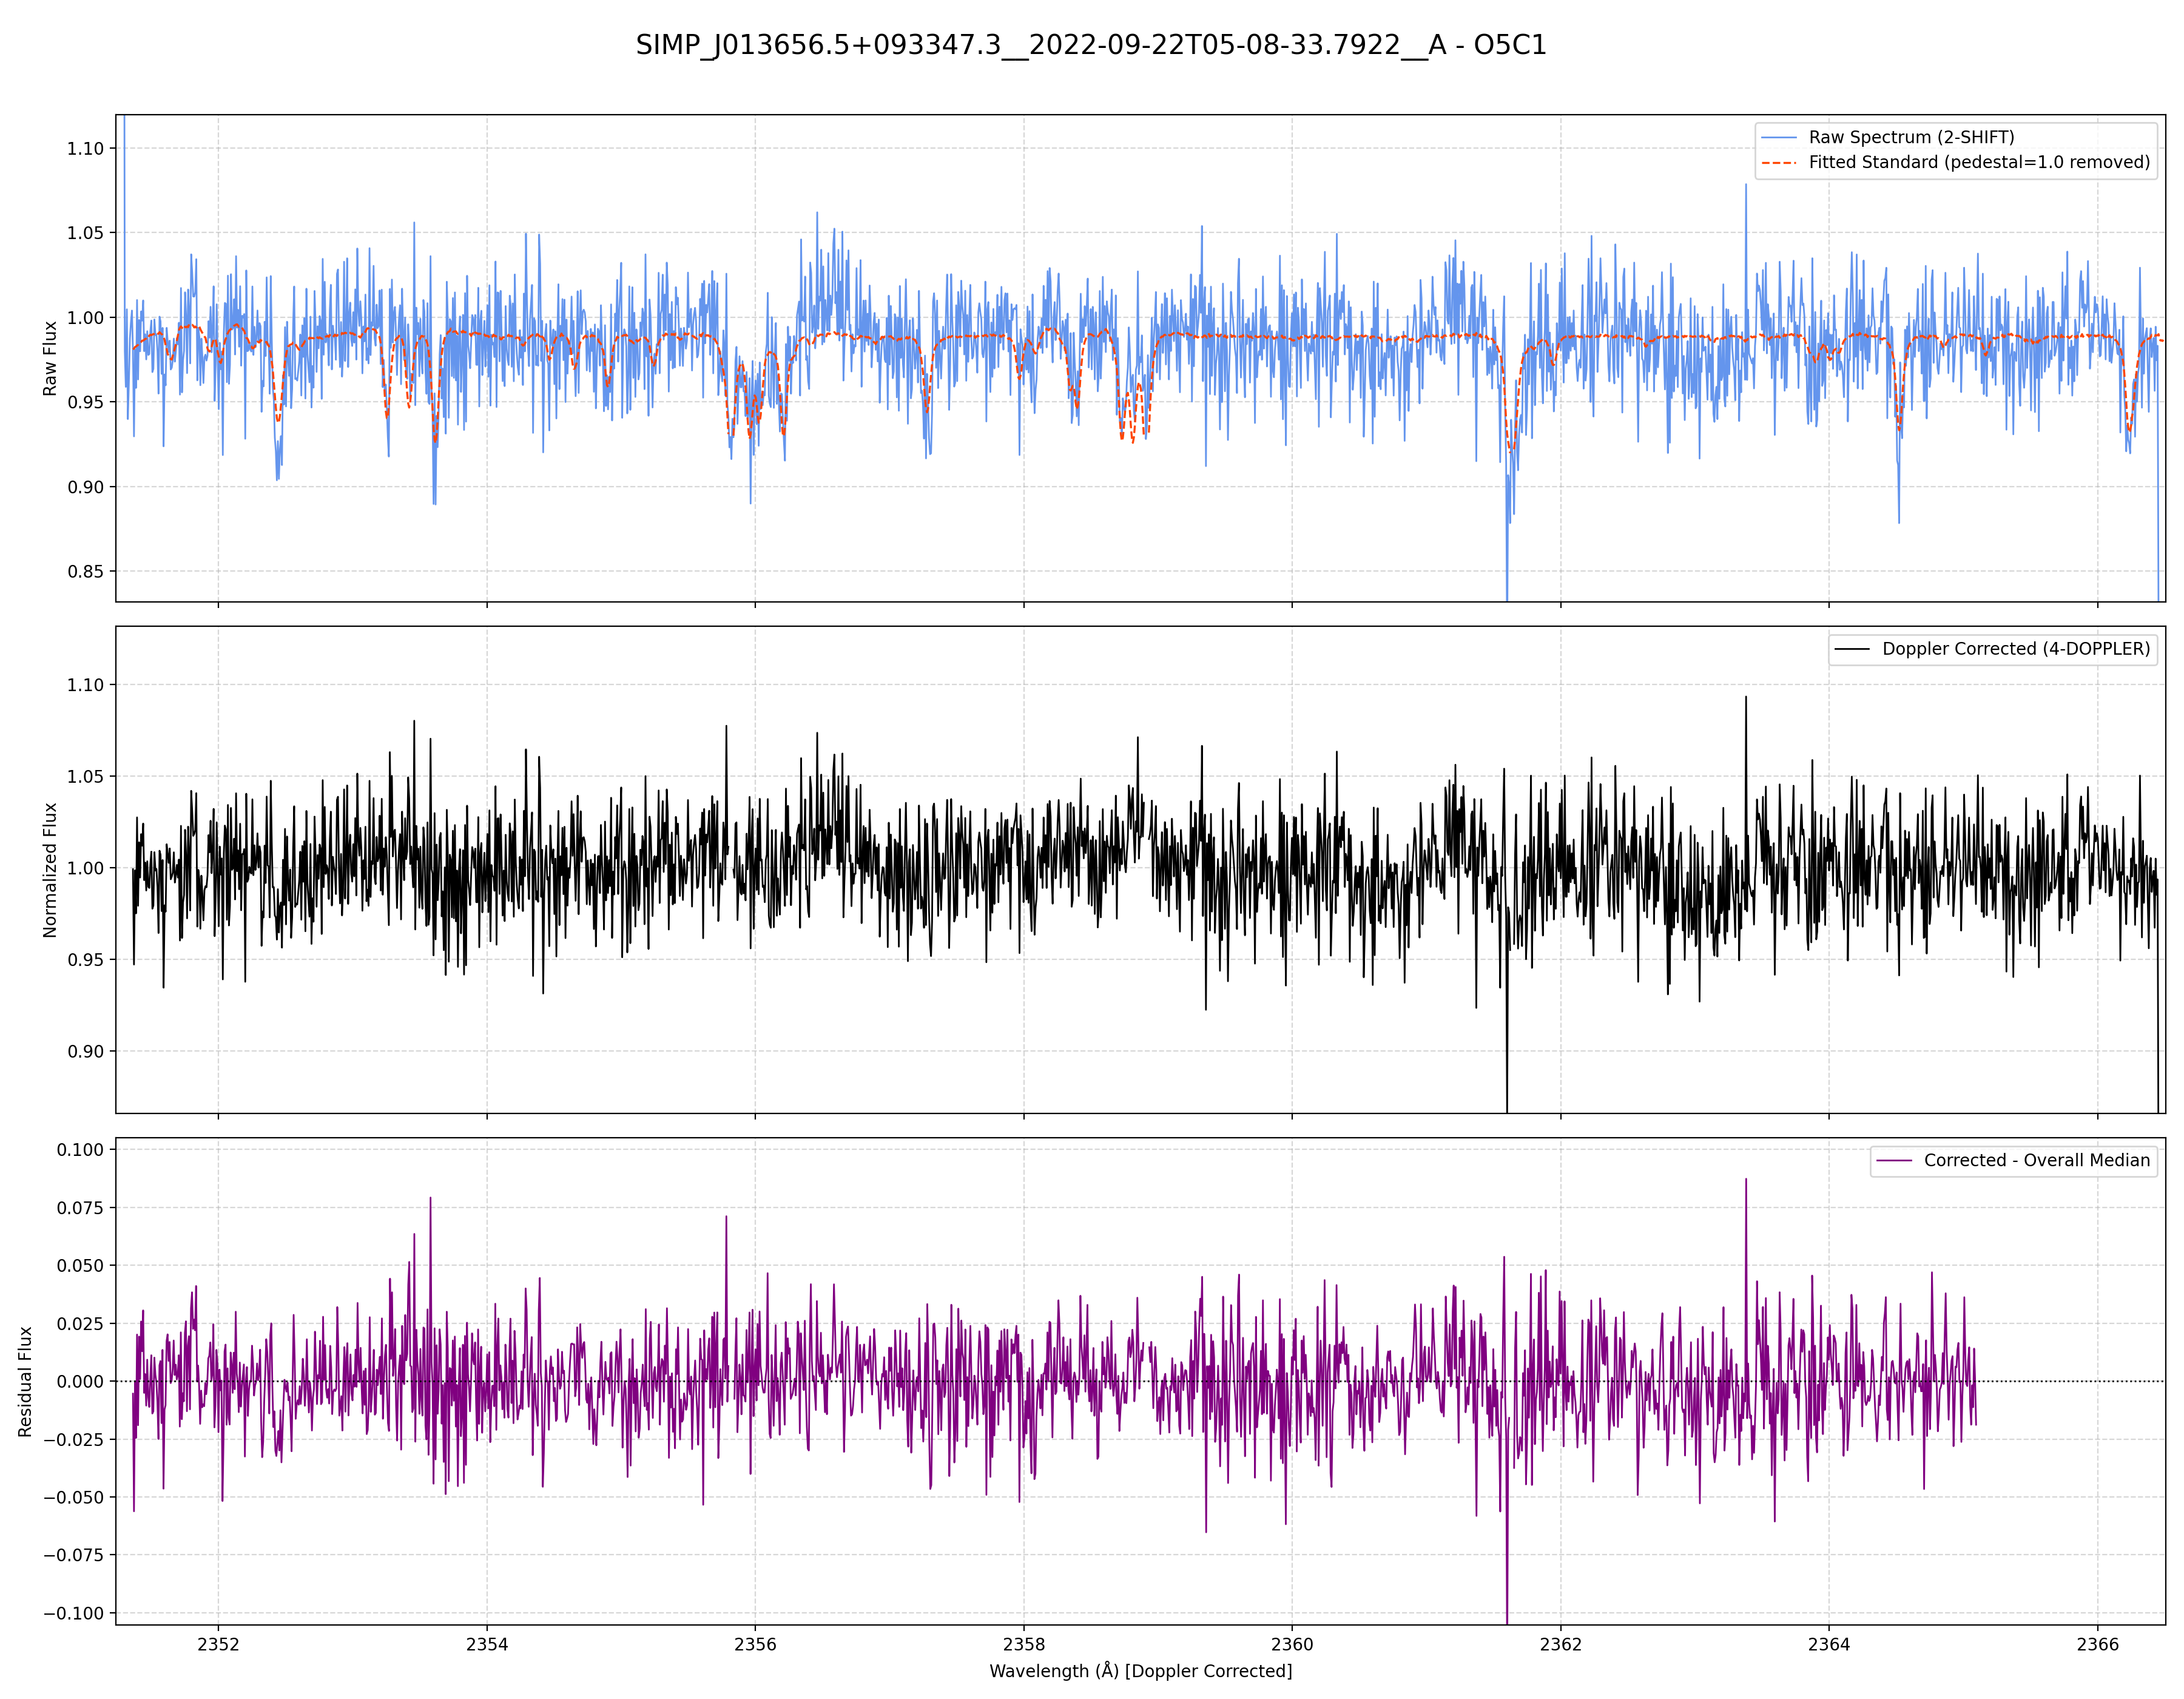 SIMP_J013656.5+093347.3__2022-09-22T05-08-33.7922__A - O5C1
Raw Spectrum (2-SHIFT)
Fitted Standard (pedestal=1.0 removed)
Raw Flux
1.10
1.05
1.00
0.95
0.90
0.85
Doppler Corrected (4-DOPPLER)
Normalized Flux
1.10
1.05
1.00
0.95
0.90
Corrected - Overall Median
Residual Flux
0.100
0.075
0.050
0.025
0.000
−0.025
−0.050
−0.075
−0.100
2352 2354 2356 2358 2360 2362 2364 2366
Wavelength (Å) [Doppler Corrected]